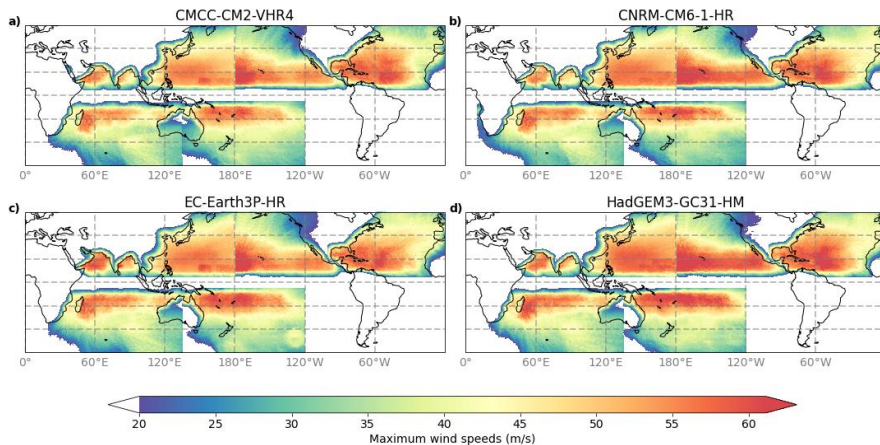 a) CMCC-CM2-VHR4
b) CNRM-CM6-1-HR
0° 60°E 120°E 180°E 120°W 60°W
60°E 120°E 180°E 120°W 60°W
c) EC-Earth3P-HR
d) HadGEM3-GC31-HM
0° 60°E 120°E 180°E 120°W 60°W
60°E 120°E 180°E 120°W 60°W
20 25 30 35 40 45 50 55 60
Maximum wind speeds (m/s)